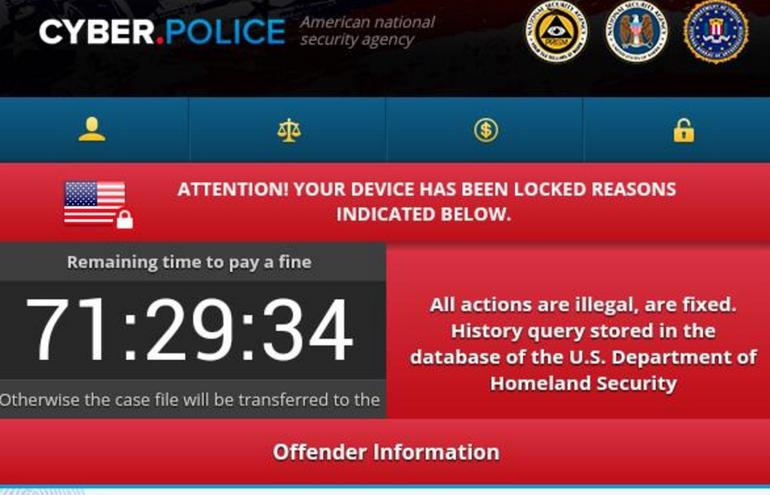 CYBER.POLICE
American national
security agency
ATTENTION! YOUR DEVICE HAS BEEN LOCKED REASONS
INDICATED BELOW.
Remaining time to pay a fine
71:29:34
Otherwise the case file will be transferred to the
All actions are illegal, are fixed.
History query stored in the
database of the U.S. Department of
Homeland Security
Offender Information